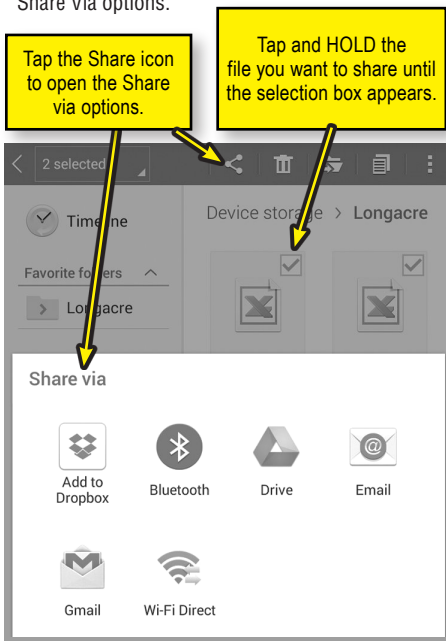 Share via options.
Tap the Share icon
to open the Share
via options.
Tap and HOLD the
file you want to share until
the selection box appears.
2 selected
Timeline
Device storage > Longacre
Favorite folders
Longacre
Share via
Add to
Dropbox
Bluetooth
Drive
Email
Gmail
Wi-Fi Direct